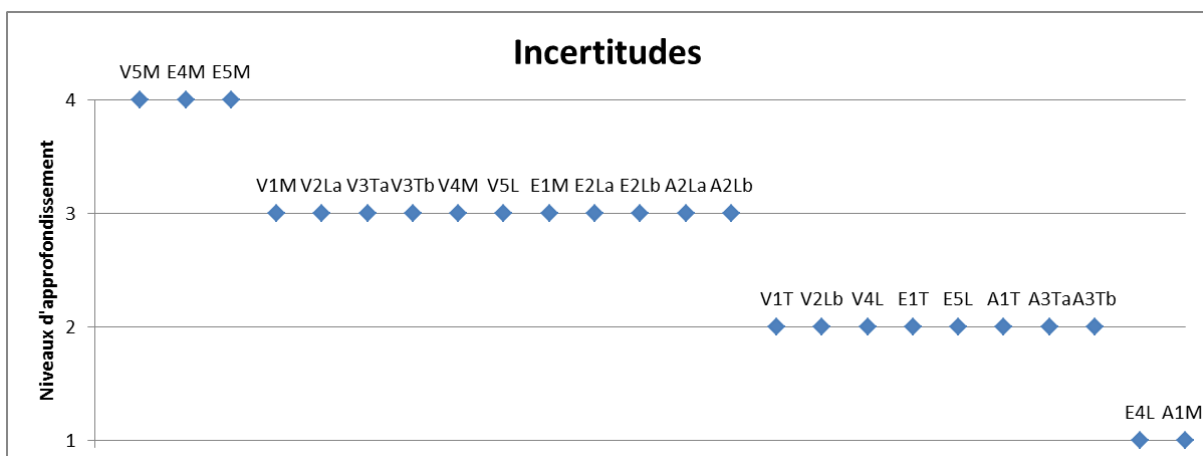 Incertitudes
Niveaux d'approfondissement
4
V5M E4M E5M
3
V1M V2La V3Ta V3Tb V4M V5L E1M E2La E2Lb A2La A2Lb
2
V1T V2Lb V4L E1T E5L A1T A3Ta A3Tb
1
E4L A1M